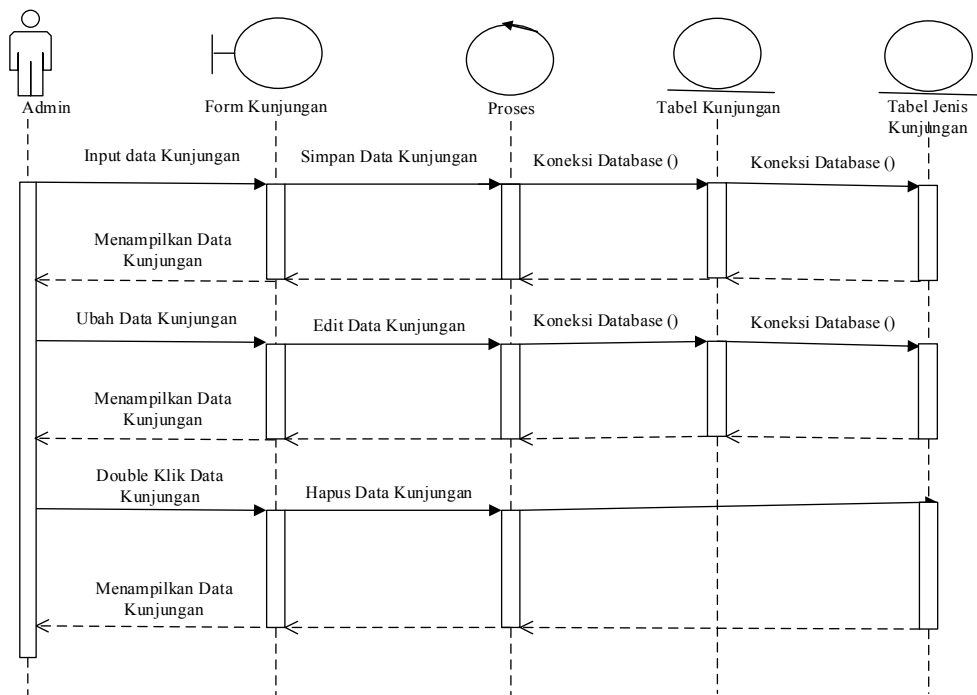 Admin
Form Kunjungan
Proses
Tabel Kunjungan
Tabel Jenis
Kunjungan
Input data Kunjungan
Simpan Data Kunjungan
Koneksi Database ()
Koneksi Database ()
Menampilkan Data
Kunjungan
Ubah Data Kunjungan
Edit Data Kunjungan
Koneksi Database ()
Koneksi Database ()
Menampilkan Data
Kunjungan
Double Klik Data
Kunjungan
Hapus Data Kunjungan
Menampilkan Data
Kunjungan